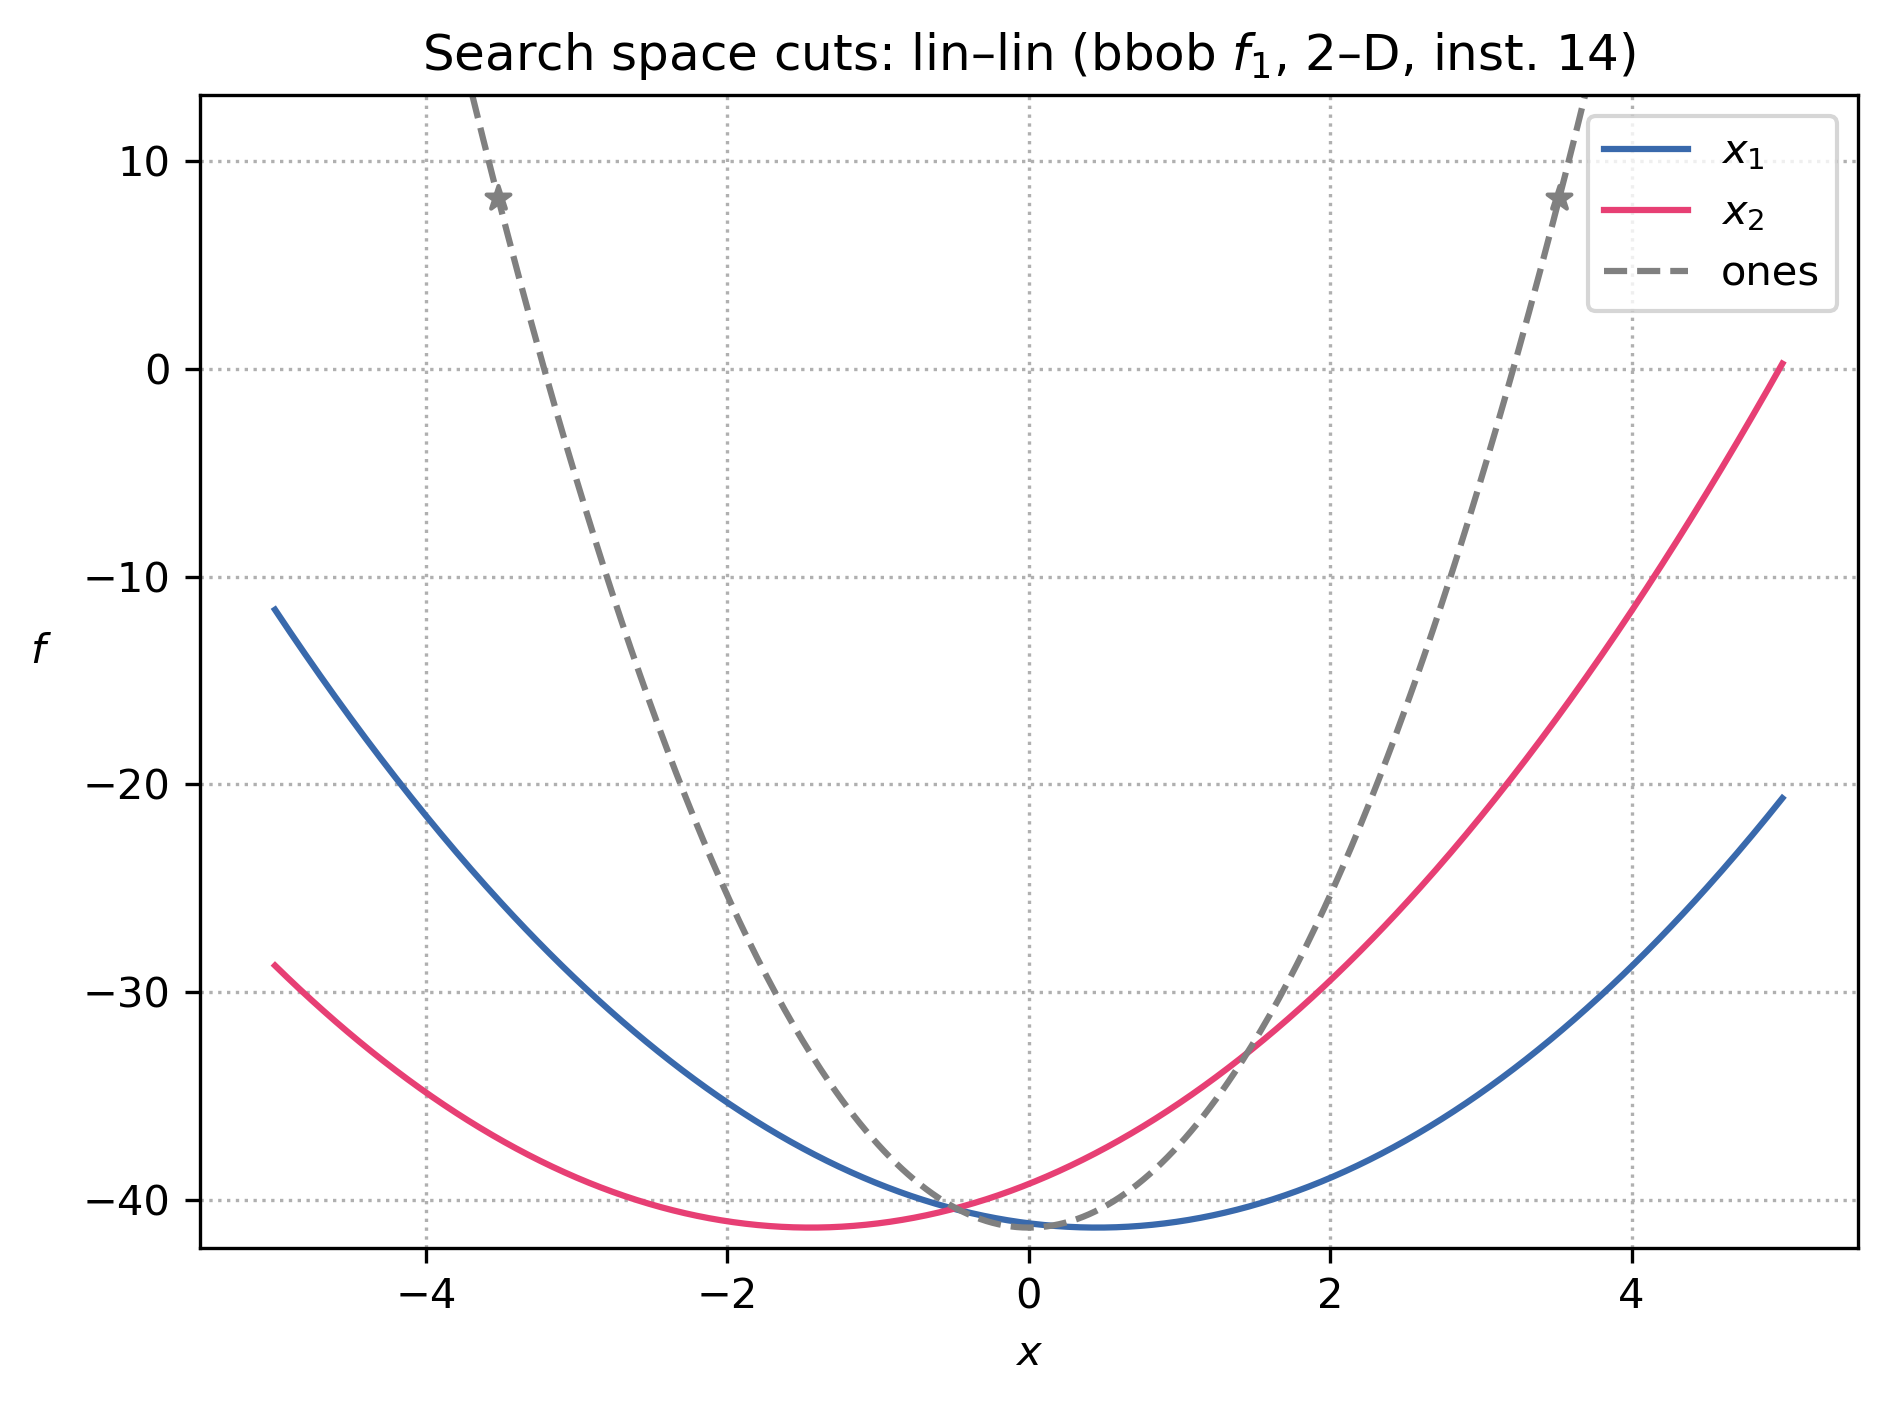 Search space cuts: lin–lin (bbob f₁, 2–D, inst. 14)
x₁
x₂
ones
10
0
−10
−20
−30
−40
f
−4
−2
0
2
4
x